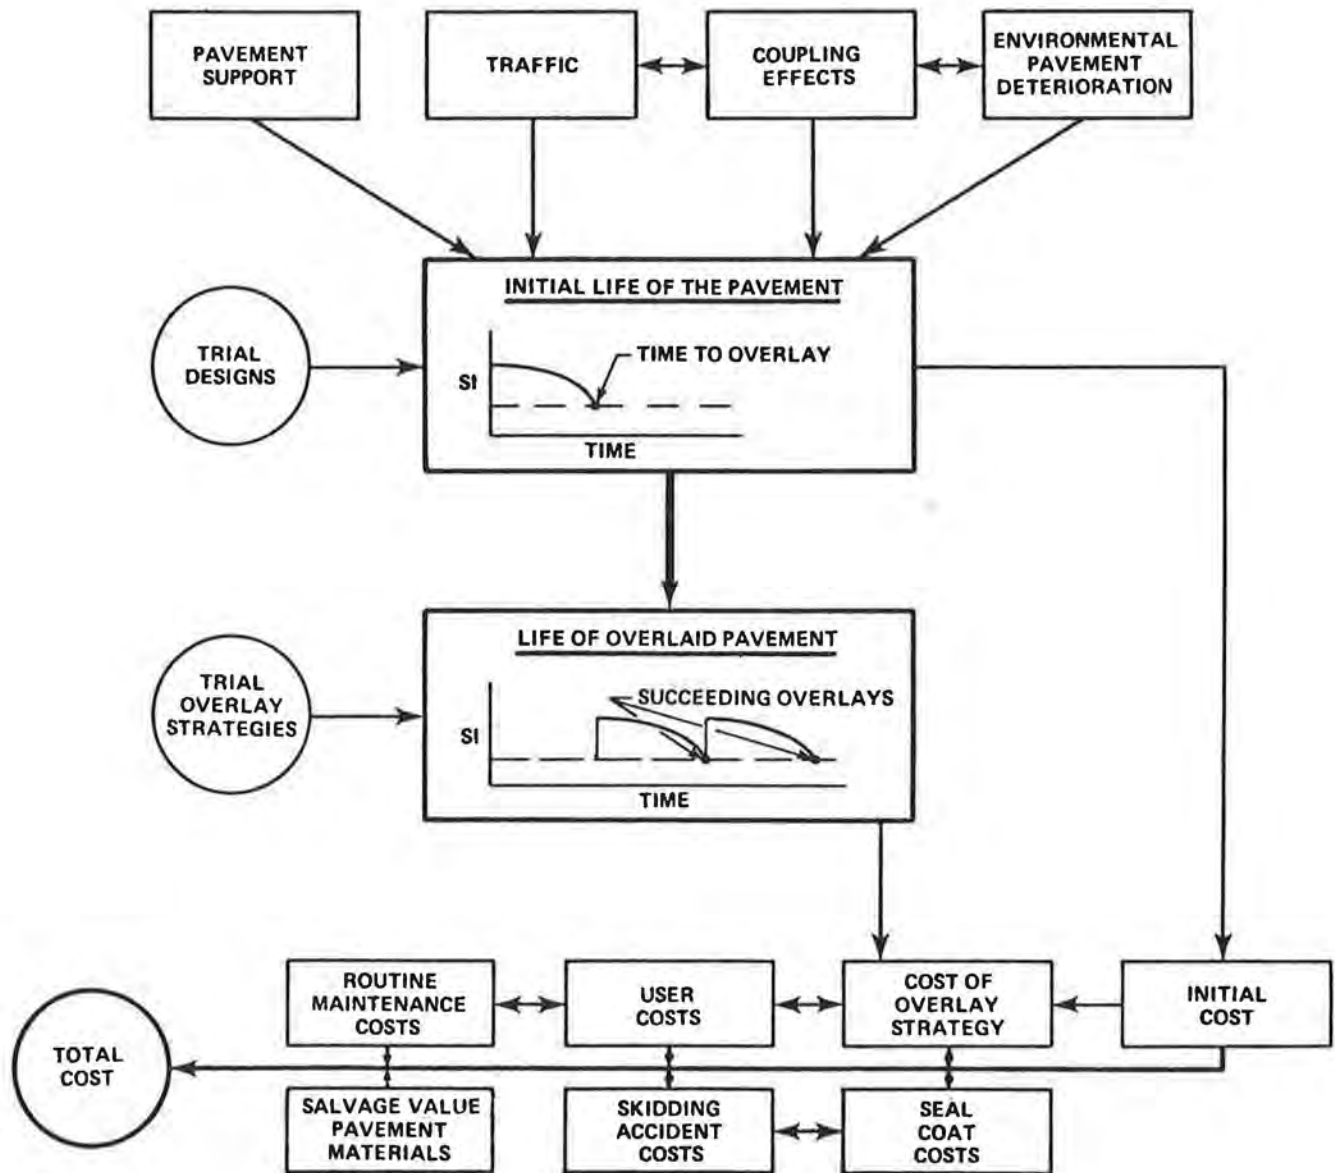 PAVEMENT
SUPPORT
TRAFFIC
COUPLING
EFFECTS
ENVIRONMENTAL
PAVEMENT
DETERIORATION
INITIAL LIFE OF THE PAVEMENT
TRIAL
DESIGNS
SI
TIME TO OVERLAY
TIME
LIFE OF OVERLAID PAVEMENT
TRIAL
OVERLAY
STRATEGIES
SI
SUCCEEDING OVERLAYS
TIME
ROUTINE
MAINTENANCE
COSTS
USER
COSTS
COST OF
OVERLAY
STRATEGY
INITIAL
COST
TOTAL
COST
SALVAGE VALUE
PAVEMENT
MATERIALS
SKIDDING
ACCIDENT
COSTS
SEAL
COAT
COSTS